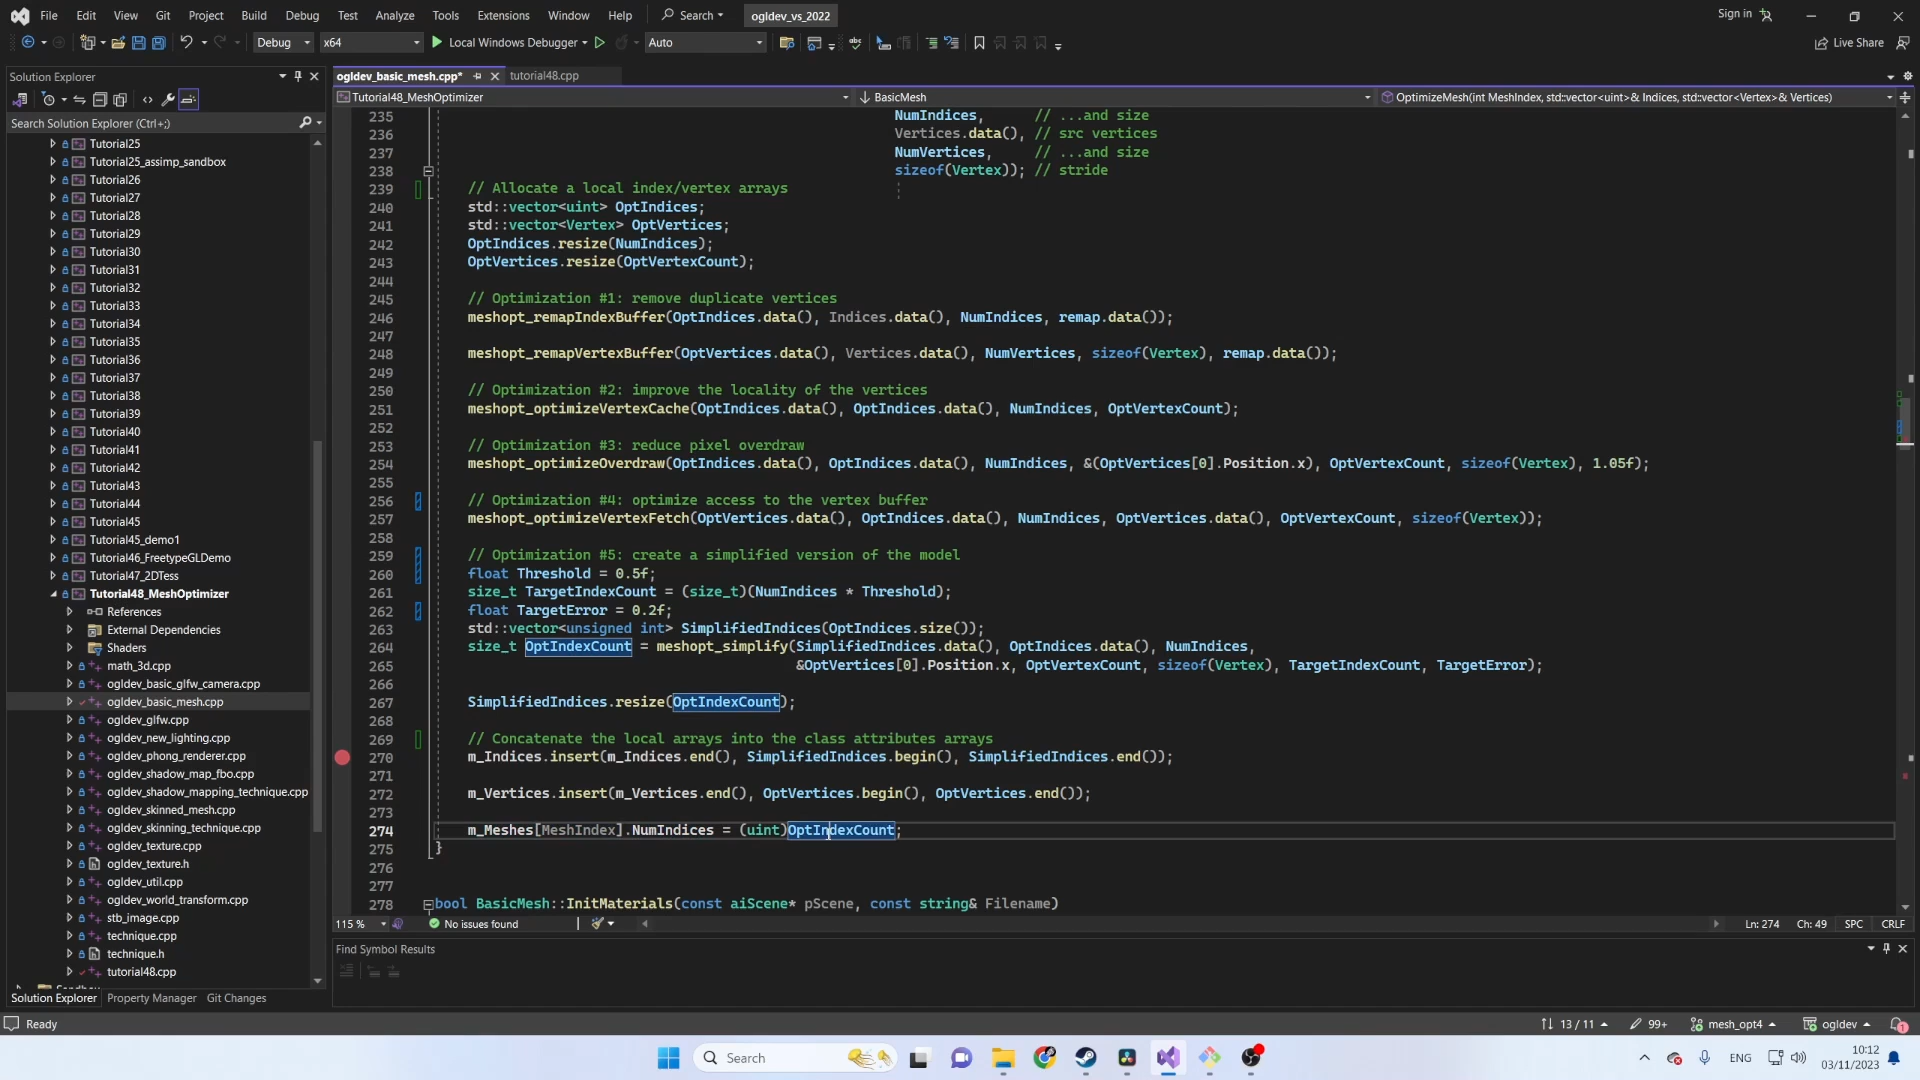 File Edit View Git Project Build Debug Test Analyze Tools Extensions Window Help Search ogldev_vs_2022 Sign in
Debug x64 Local Windows Debugger Auto Live Share
Solution Explorer
Search Solution Explorer (Ctrl+;)
Tutorial25
Tutorial25_assimp_sandbox
Tutorial26
Tutorial27
Tutorial28
Tutorial29
Tutorial30
Tutorial31
Tutorial32
Tutorial33
Tutorial34
Tutorial35
Tutorial36
Tutorial37
Tutorial38
Tutorial39
Tutorial40
Tutorial41
Tutorial42
Tutorial43
Tutorial44
Tutorial45
Tutorial45_demo1
Tutorial46_FreetypeGLDemo
Tutorial47_2DTess
Tutorial48_MeshOptimizer
References
External Dependencies
Shaders
math_3d.cpp
ogldev_basic_glfw_camera.cpp
ogldev_basic_mesh.cpp
ogldev_glfw.cpp
ogldev_new_lighting.cpp
ogldev_phong_renderer.cpp
ogldev_shadow_map_fbo.cpp
ogldev_shadow_mapping_technique.cpp
ogldev_skinned_mesh.cpp
ogldev_skinning_technique.cpp
ogldev_texture.cpp
ogldev_texture.h
ogldev_util.cpp
ogldev_world_transform.cpp
stb_image.cpp
technique.cpp
technique.h
tutorial48.cpp
Solution Explorer Property Manager Git Changes
ogldev_basic_mesh.cpp* tutorial48.cpp
Tutorial48_MeshOptimizer BasicMesh OptimizeMesh(int MeshIndex, std::vector<uint>& Indices, std::vector<Vertex>& Vertices)
235 NumIndices, // ...and size
236 Vertices.data(), // src vertices
237 NumVertices, // ...and size
238 sizeof(Vertex)); // stride
239 // Allocate a local index/vertex arrays
240 std::vector<uint> OptIndices;
241 std::vector<Vertex> OptVertices;
242 OptIndices.resize(NumIndices);
243 OptVertices.resize(OptVertexCount);
244
245 // Optimization #1: remove duplicate vertices
246 meshopt_remapIndexBuffer(OptIndices.data(), Indices.data(), NumIndices, remap.data());
247
248 meshopt_remapVertexBuffer(OptVertices.data(), Vertices.data(), NumVertices, sizeof(Vertex), remap.data());
249
250 // Optimization #2: improve the locality of the vertices
251 meshopt_optimizeVertexCache(OptIndices.data(), OptIndices.data(), NumIndices, OptVertexCount);
252
253 // Optimization #3: reduce pixel overdraw
254 meshopt_optimizeOverdraw(OptIndices.data(), OptIndices.data(), NumIndices, &(OptVertices[0].Position.x), OptVertexCount, sizeof(Vertex), 1.05f);
255
256 // Optimization #4: optimize access to the vertex buffer
257 meshopt_optimizeVertexFetch(OptVertices.data(), OptIndices.data(), NumIndices, OptVertices.data(), OptVertexCount, sizeof(Vertex));
258
259 // Optimization #5: create a simplified version of the model
260 float Threshold = 0.5f;
261 size_t TargetIndexCount = (size_t)(NumIndices * Threshold);
262 float TargetError = 0.2f;
263 std::vector<unsigned int> SimplifiedIndices(OptIndices.size());
264 size_t OptIndexCount = meshopt_simplify(SimplifiedIndices.data(), OptIndices.data(), NumIndices,
265 &OptVertices[0].Position.x, OptVertexCount, sizeof(Vertex), TargetIndexCount, TargetError);
266
267 SimplifiedIndices.resize(OptIndexCount);
268
269 // Concatenate the local arrays into the class attributes arrays
270 m_Indices.insert(m_Indices.end(), SimplifiedIndices.begin(), SimplifiedIndices.end());
271
272 m_Vertices.insert(m_Vertices.end(), OptVertices.begin(), OptVertices.end());
273
274 m_Meshes[MeshIndex].NumIndices = (uint)OptIndexCount;
275 }
276
277
278 bool BasicMesh::InitMaterials(const aiScene* pScene, const string& Filename)
115 % No issues found Ln: 274 Ch: 49 SPC CRLF
Find Symbol Results
Ready 13 / 11 99+ mesh_opt4 ogldev 1
Search ENG 10:12
03/11/2023